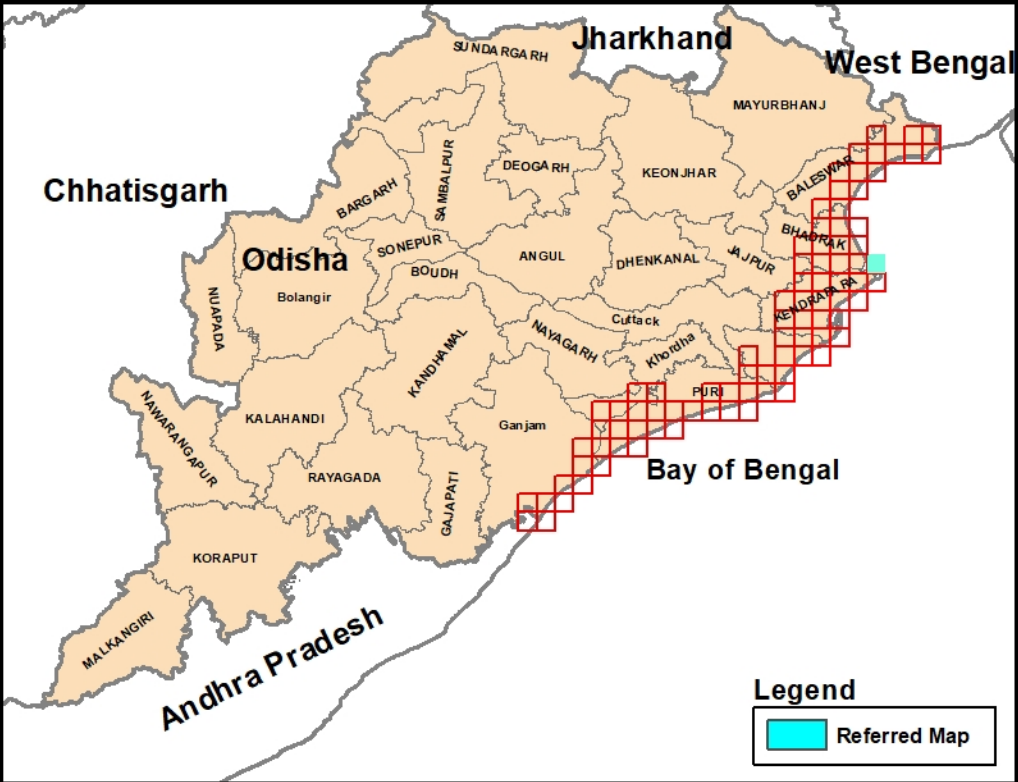 Jharkhand
West Bengal
SUNDARGARH
MAYURBHANJ
Chhatisgarh
DEOGARH
KEONJHAR
SAMBALPUR
BARGARH
BALESWAR
SONEPUR
BHADRAK
Odisha
ANGUL
DHENKANAL
JAJPUR
BOUDH
Bolangir
KENDRAPARA
NUAPADA
Cuttack
NAYAGARH
Khordha
KANDHAMAL
PURI
KALAHANDI
Ganjam
NAWARANGAPUR
Bay of Bengal
RAYAGADA
GAJAPATI
KORAPUT
MALKANGIRI
Andhra Pradesh
Legend
Referred Map